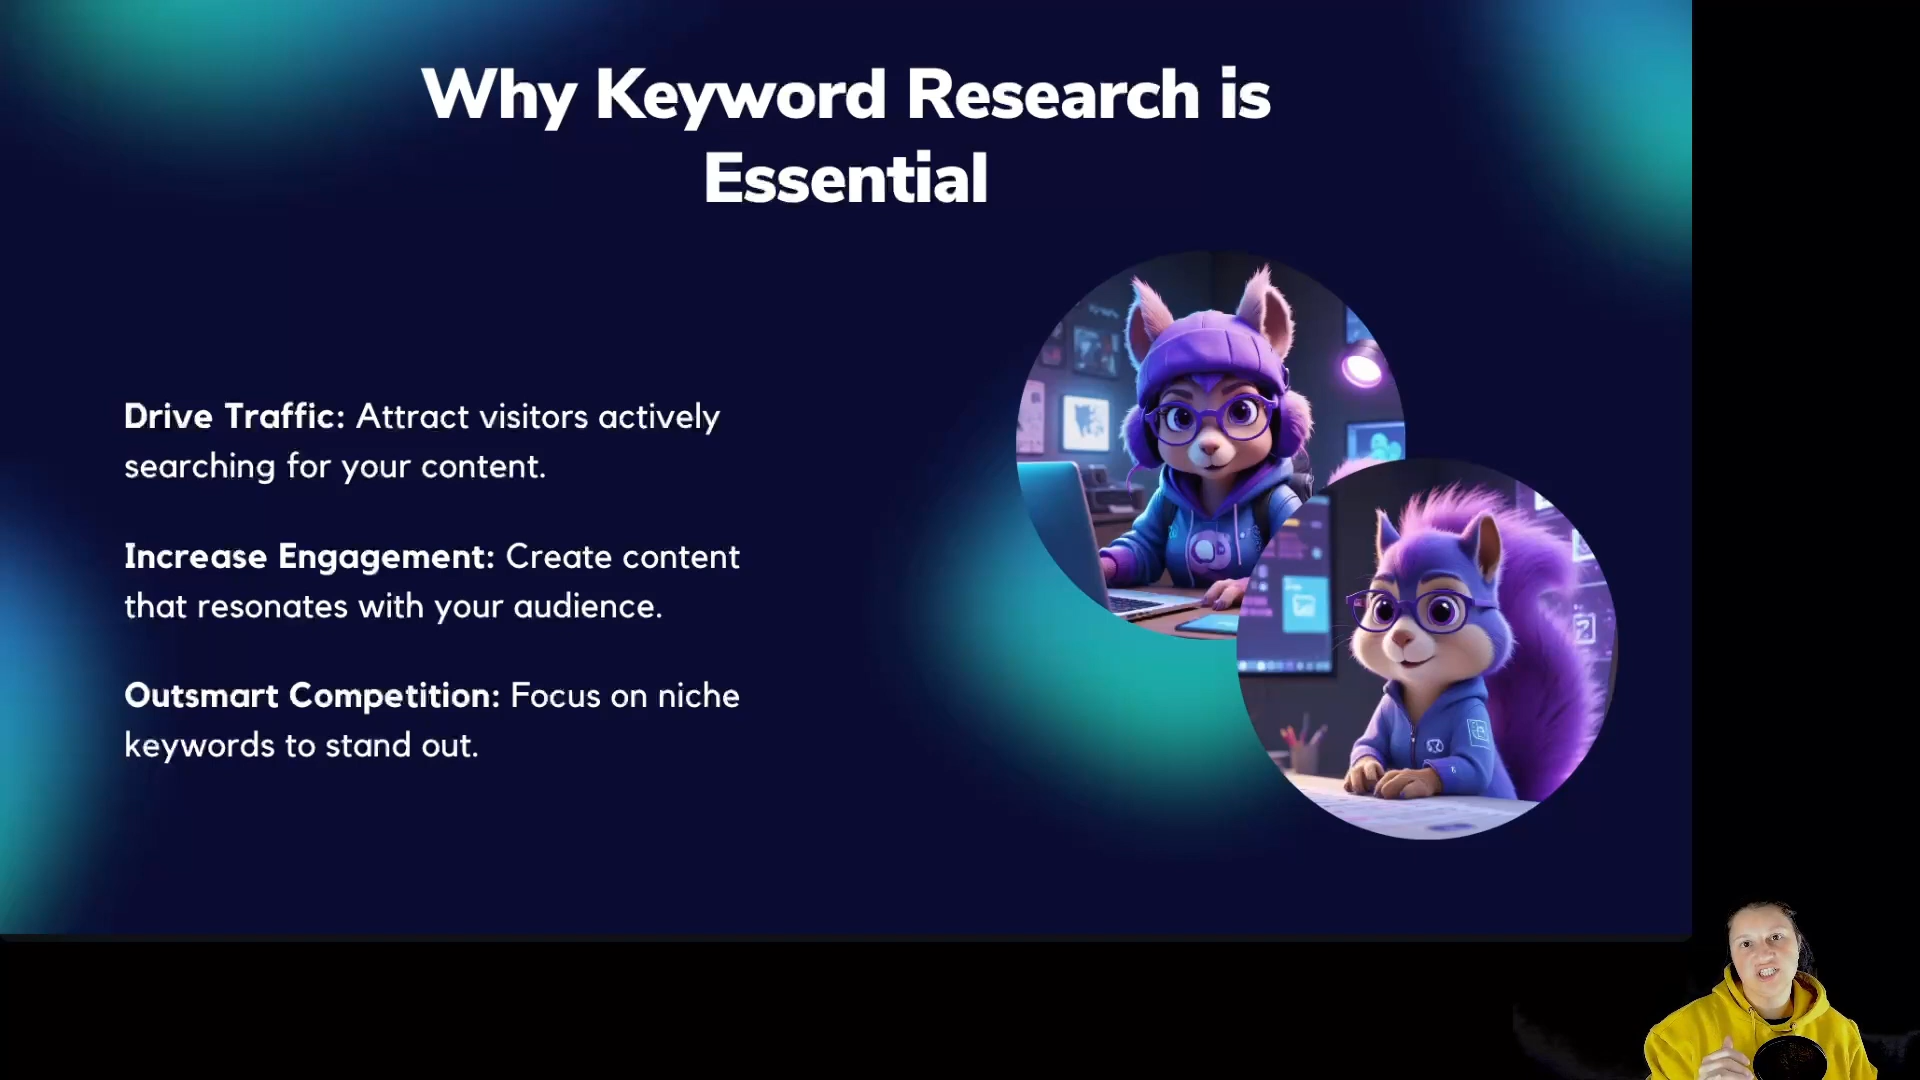 Why Keyword Research is
Essential
Drive Traffic: Attract visitors actively
searching for your content.
Increase Engagement: Create content
that resonates with your audience.
Outsmart Competition: Focus on niche
keywords to stand out.